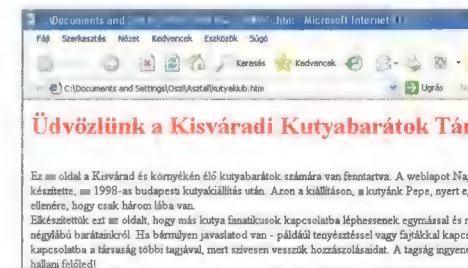 \Documents and .htm - Microsoft Internet
Fájl Szerkesztés Nézet Kedvencek Eszközök Súgó
Keresés Kedvencek
C:\Documents and Settings\Oszl\Asztal\kutyaklub.htm Ugrás
Üdvözlünk a Kisváradi Kutyabarátok Tár
Ez oldal a Kisvárad és környékén élő kutyabarátok számára van fenntartva. A weblapot Na
készítette, 1998-as budapesti kutyakiállítás után. Azon a kiállításon, kutyánk Pepe, nyert e
ellenére, hogy csak három lába van.
Elkészítettük ezt oldalt, hogy más kutya fanatikusok kapcsolatba léphessenek egymással és
négylábú barátainkról. Ha bármilyen javaslatod van - páldáúl tenyésztéssel vagy fajtákkal kapcs
kapcsolatba a társaság többi tagjával, mert szívesen vesszük hozzászólásaidat. A tagság ingyen
hallani felőled!